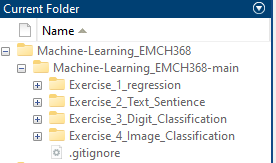 Current Folder
Name
Machine-Learning_EMCH368
Machine-Learning_EMCH368-main
Exercise_1_regression
Exercise_2_Text_Sentience
Exercise_3_Digit_Classification
Exercise_4_Image_Classification
.gitignore